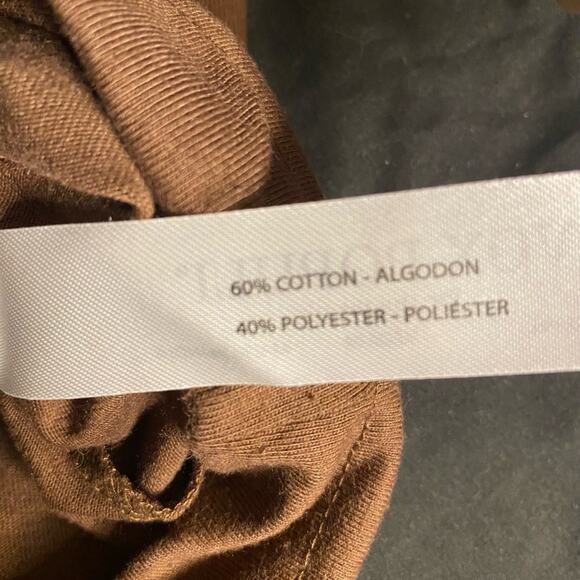 60% COTTON - ALGODON
40% POLYESTER - POLIÉSTER